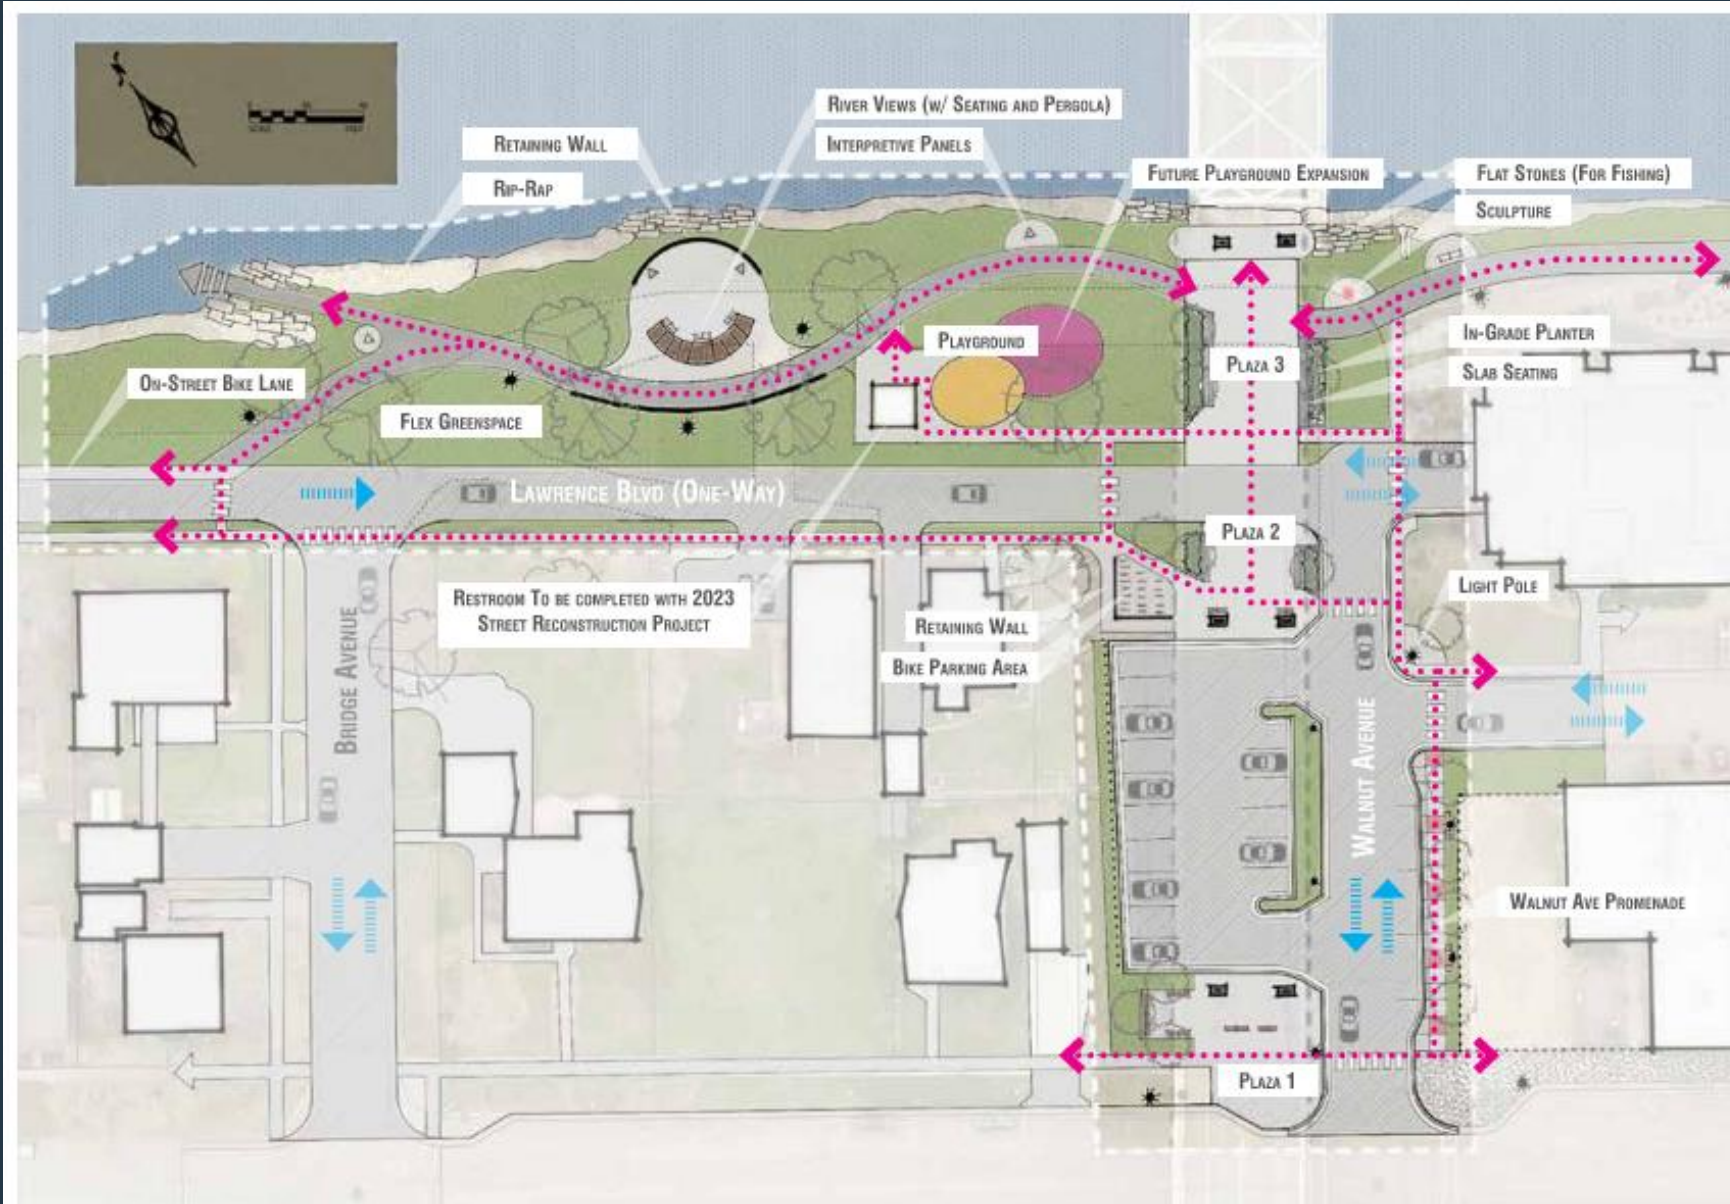 River Views (w/ Seating and Pergola)
Retaining Wall
Interpretive Panels
Rip-Rap
Future Playground Expansion
Flat Stones (For Fishing)
Sculpture
Playground
In-Grade Planter
Plaza 3
Slab Seating
On-Street Bike Lane
Flex Greenspace
Lawrence Blvd (One-Way)
Plaza 2
Restroom To be completed with 2023
Street Reconstruction Project
Light Pole
Retaining Wall
Bike Parking Area
Bridge Avenue
Walnut Avenue
Walnut Ave Promenade
Plaza 1